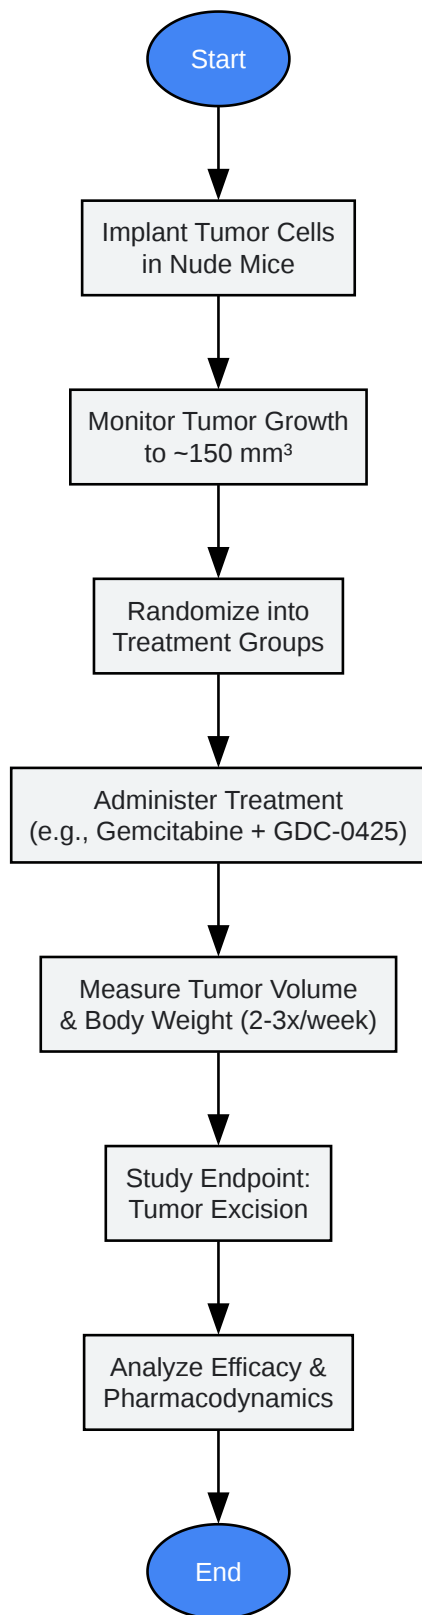 Start
Implant Tumor Cells
in Nude Mice
Monitor Tumor Growth
to ~150 mm³
Randomize into
Treatment Groups
Administer Treatment
(e.g., Gemcitabine + GDC-0425)
Measure Tumor Volume
& Body Weight (2-3x/week)
Study Endpoint:
Tumor Excision
Analyze Efficacy &
Pharmacodynamics
End